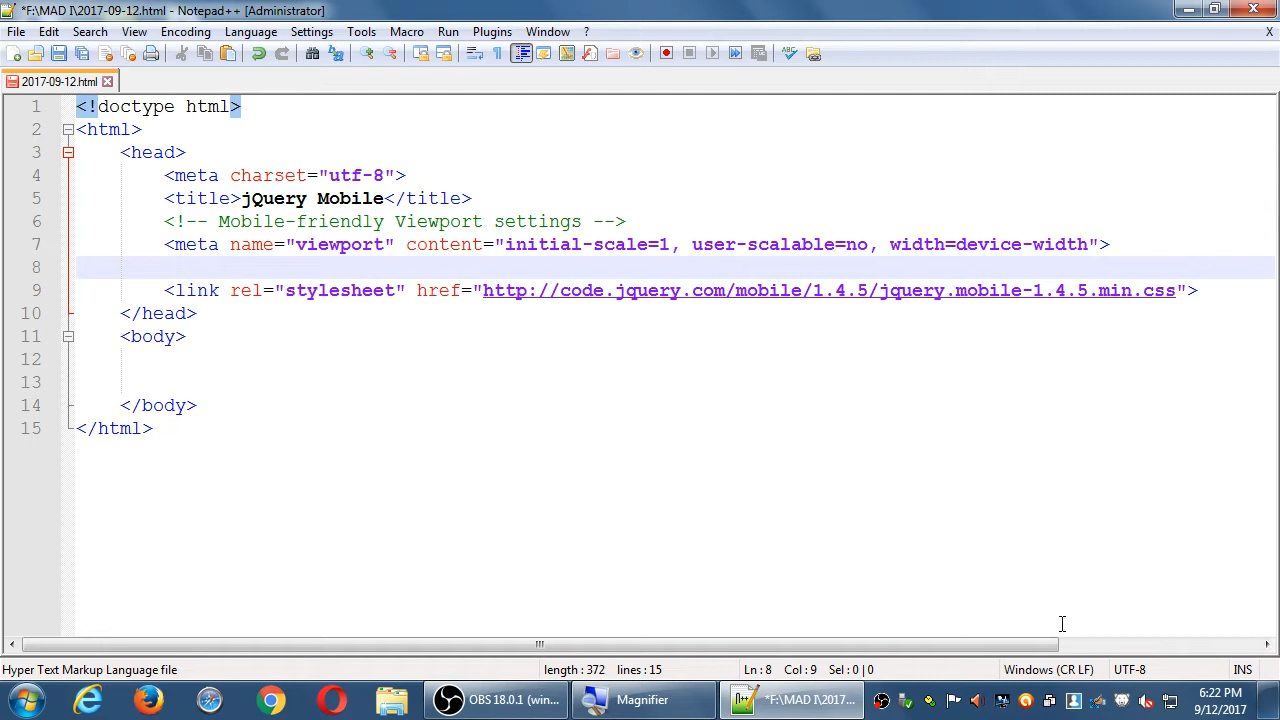 *F:\MAD I\2017-09-12.html - Notepad++ [Administrator]
File Edit Search View Encoding Language Settings Tools Macro Run Plugins Window ? X
2017-09-12.html
1 <!doctype html>
2 <html>
3 <head>
4 <meta charset="utf-8">
5 <title>jQuery Mobile</title>
6 <!-- Mobile-friendly Viewport settings -->
7 <meta name="viewport" content="initial-scale=1, user-scalable=no, width=device-width">
8
9 <link rel="stylesheet" href="http://code.jquery.com/mobile/1.4.5/jquery.mobile-1.4.5.min.css">
10 </head>
11 <body>
12
13
14 </body>
15 </html>
Hyper Text Markup Language file length : 372 lines : 15 Ln : 8 Col : 9 Sel : 0 | 0 Windows (CR LF) UTF-8 INS
OBS 18.0.1 (win... Magnifier *F:\MAD I\2017-... 6:22 PM
9/12/2017